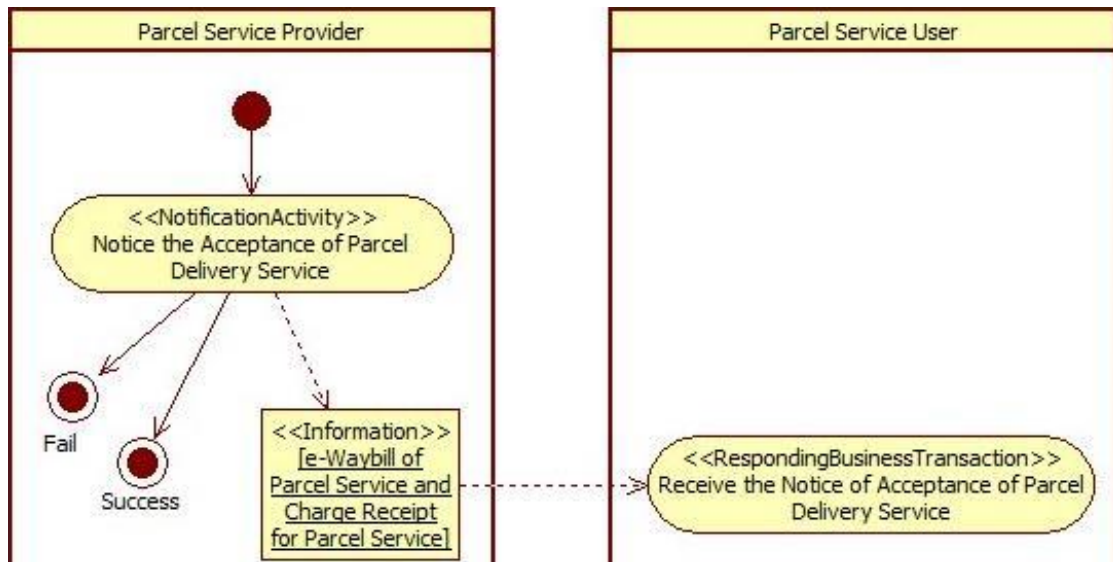 Parcel Service Provider
Parcel Service User
<<NotificationActivity>>
Notice the Acceptance of Parcel
Delivery Service
Fail
Success
<<Information>>
[e-Waybill of
Parcel Service and
Charge Receipt
for Parcel Service]
<<RespondingBusinessTransaction>>
Receive the Notice of Acceptance of Parcel
Delivery Service